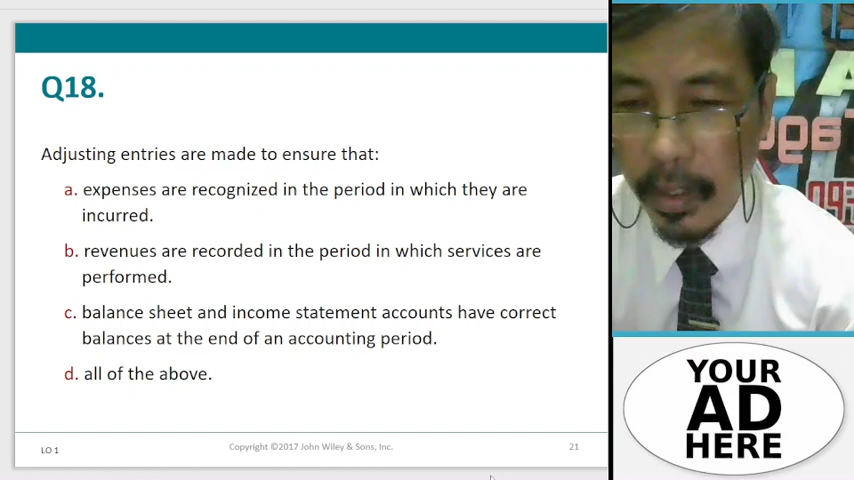 Q18.
Adjusting entries are made to ensure that:
a. expenses are recognized in the period in which they are
incurred.
b. revenues are recorded in the period in which services are
performed.
c. balance sheet and income statement accounts have correct
balances at the end of an accounting period.
d. all of the above.
LO 1
Copyright ©2017 John Wiley & Sons, Inc.
21
YOUR
AD
HERE